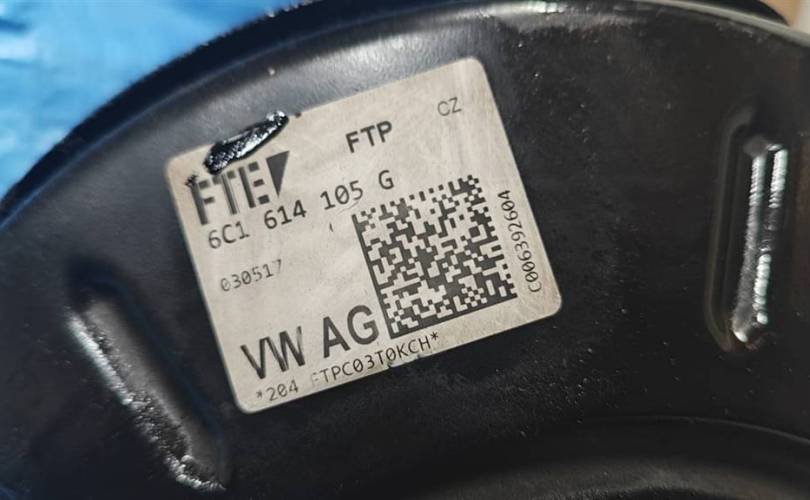 FTP CZ
FTE
6C1 614 105 G
030517
C006392604
VW AG
*204 FTPC03T0KCH*